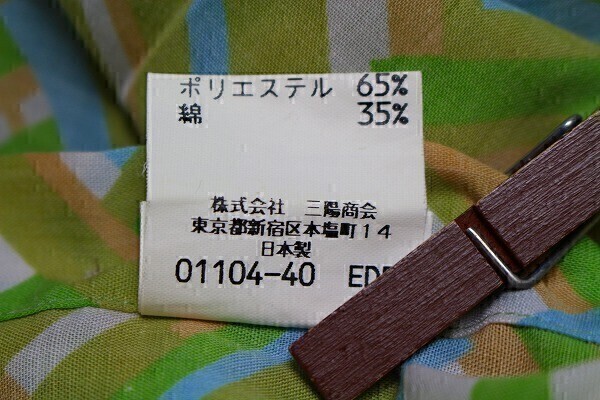 ポリエステル 65%
綿 35%
株式会社 三陽商会
東京都新宿区本塩町14
日本製
01104-40